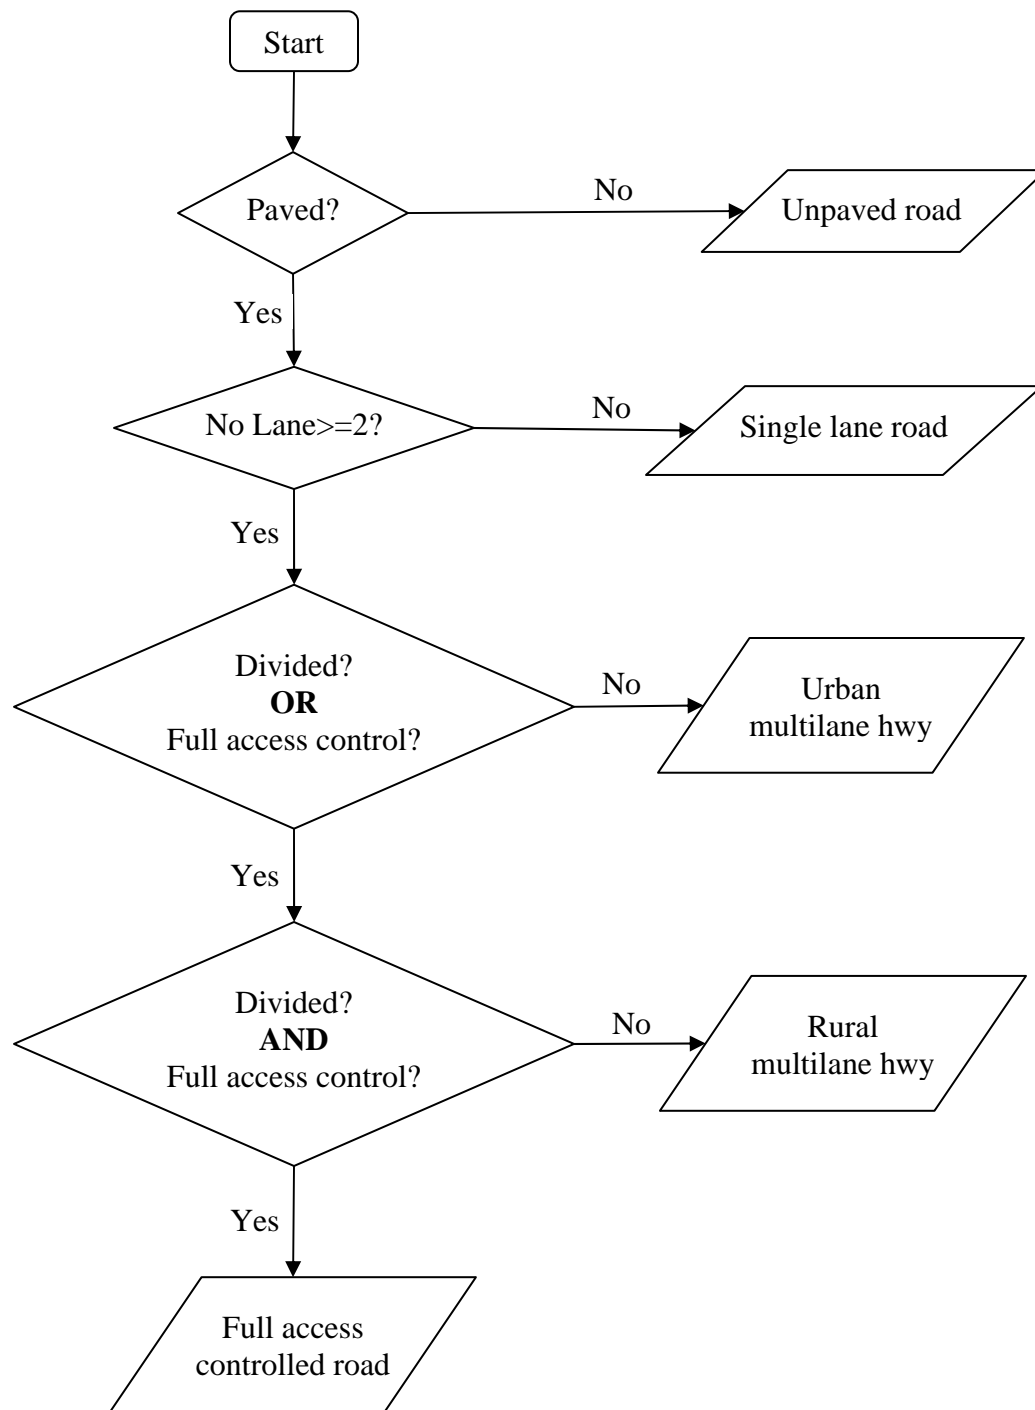 Start
Paved?
No
Unpaved road
Yes
No Lane>=2?
No
Single lane road
Yes
Divided?
OR
Full access control?
No
Urban
multilane hwy
Yes
Divided?
AND
Full access control?
No
Rural
multilane hwy
Yes
Full access
controlled road